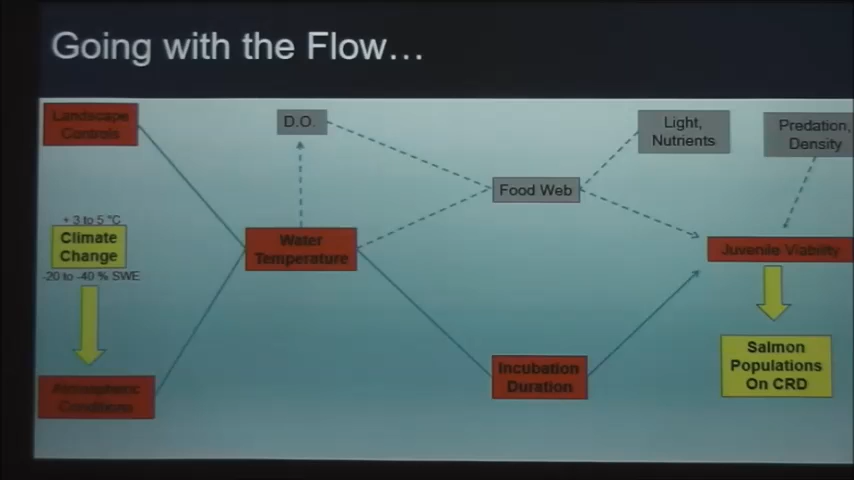 Going with the Flow…
Landscape
Controls
D.O.
Light,
Nutrients
Predation,
Density
Food Web
+ 3 to 5 °C
Climate
Change
-20 to -40 % SWE
Water
Temperature
Juvenile Viability
Salmon
Populations
On CRD
Incubation
Duration
Atmospheric
Conditions